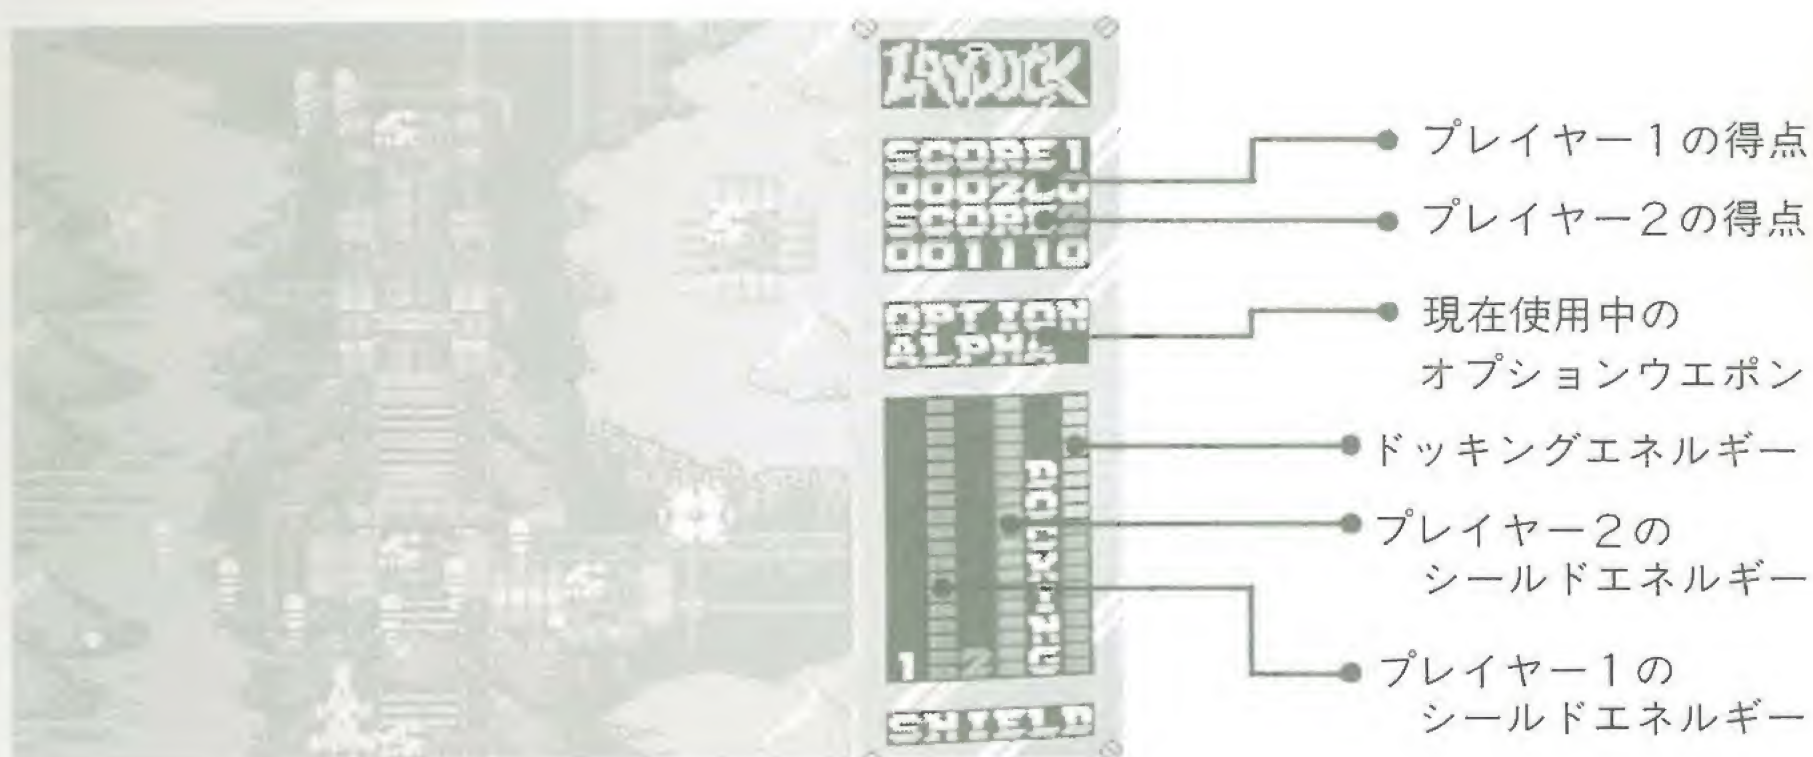 LAYDOCK
SCORE1
SCORE2
001110
OPTION
ALPHA
DOCKING
1
2
SHIELD
プレイヤー1の得点
プレイヤー2の得点
現在使用中の
オプションウエポン
ドッキングエネルギー
プレイヤー2の
シールドエネルギー
プレイヤー1の
シールドエネルギー